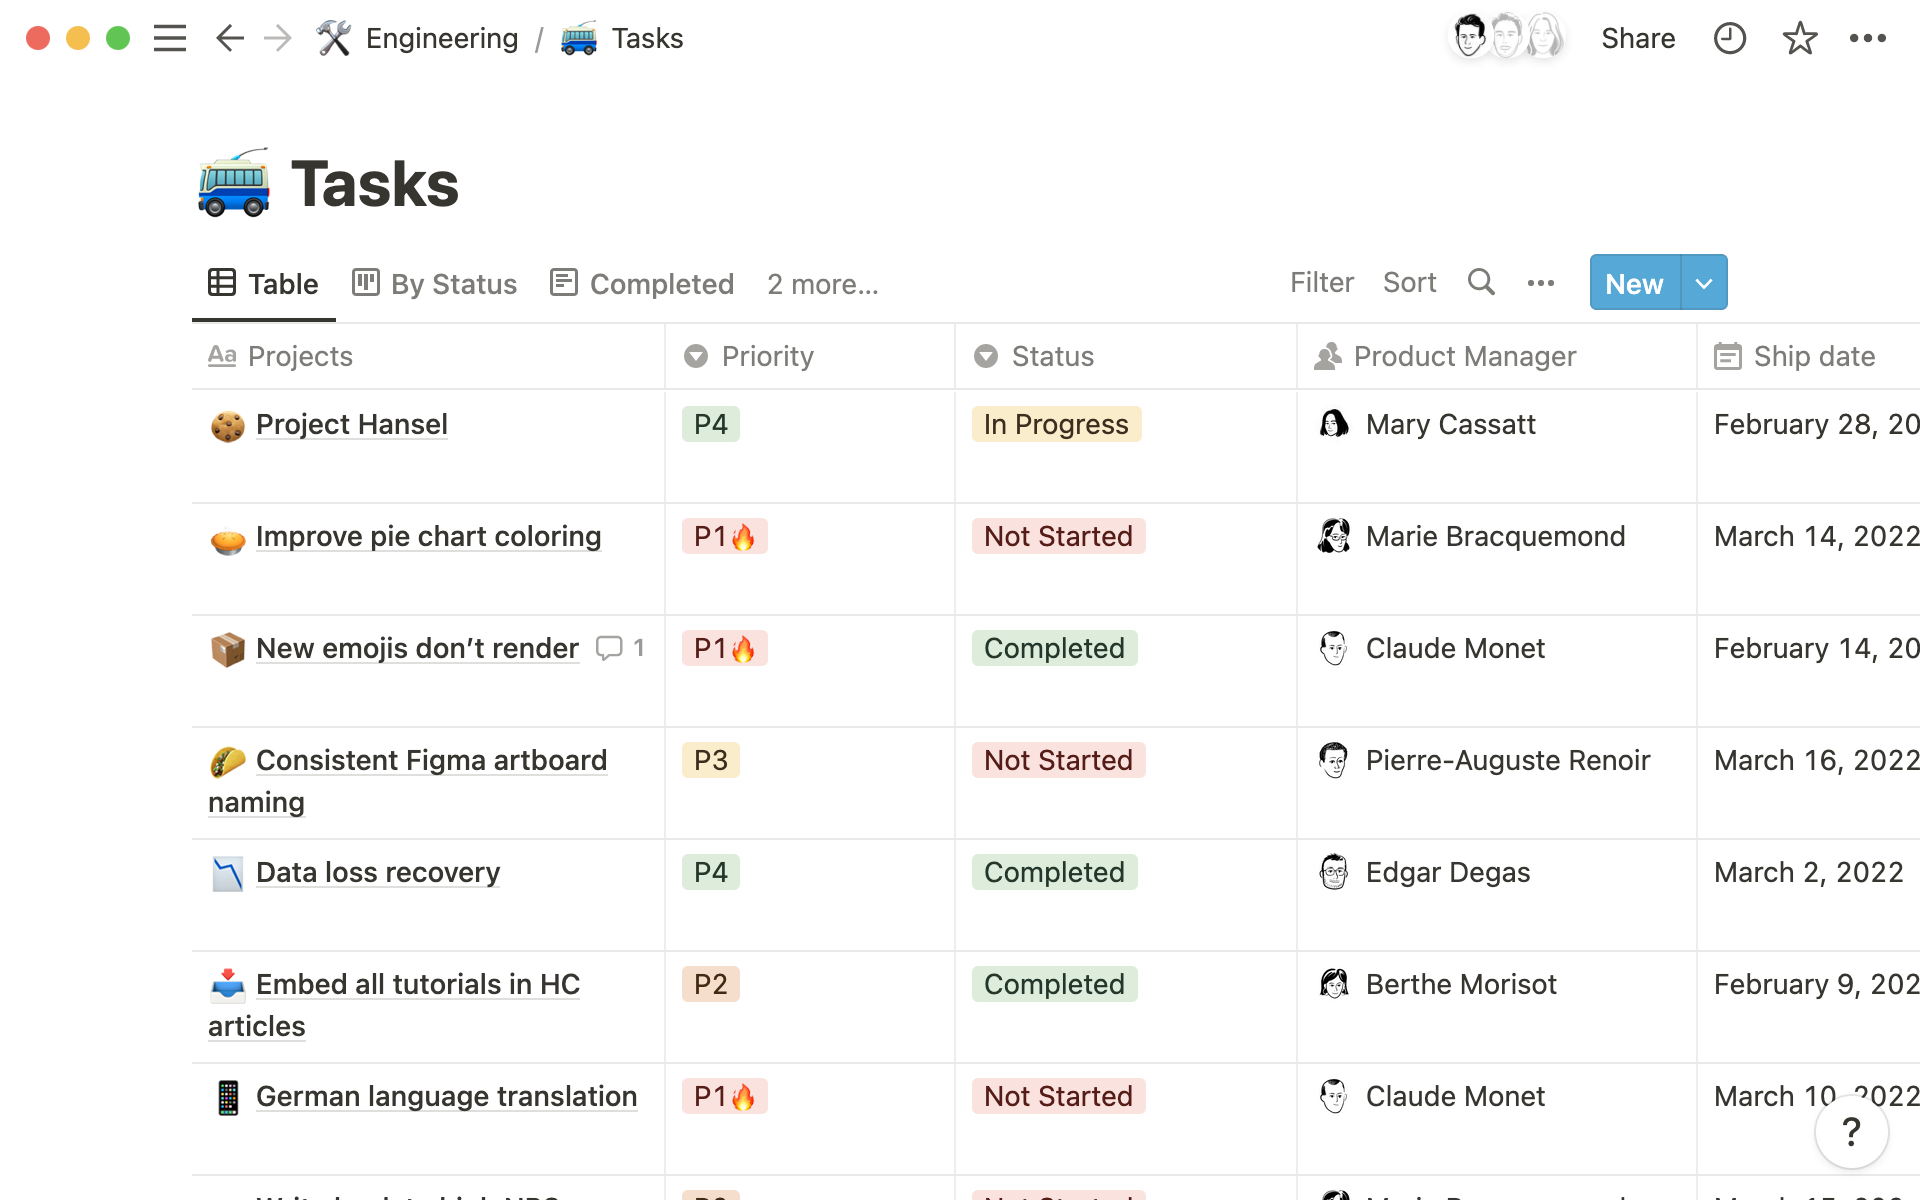 Engineering / Tasks
Share
Tasks
Table By Status Completed 2 more...
Filter Sort New
Aa Projects Priority Status Product Manager Ship date
Project Hansel P4 In Progress Mary Cassatt February 28, 20
Improve pie chart coloring P1 Not Started Marie Bracquemond March 14, 2022
New emojis don’t render 1 P1 Completed Claude Monet February 14, 20
Consistent Figma artboard P3 Not Started Pierre-Auguste Renoir March 16, 2022
naming
Data loss recovery P4 Completed Edgar Degas March 2, 2022
Embed all tutorials in HC P2 Completed Berthe Morisot February 9, 202
articles
German language translation P1 Not Started Claude Monet March 10, 2022
?